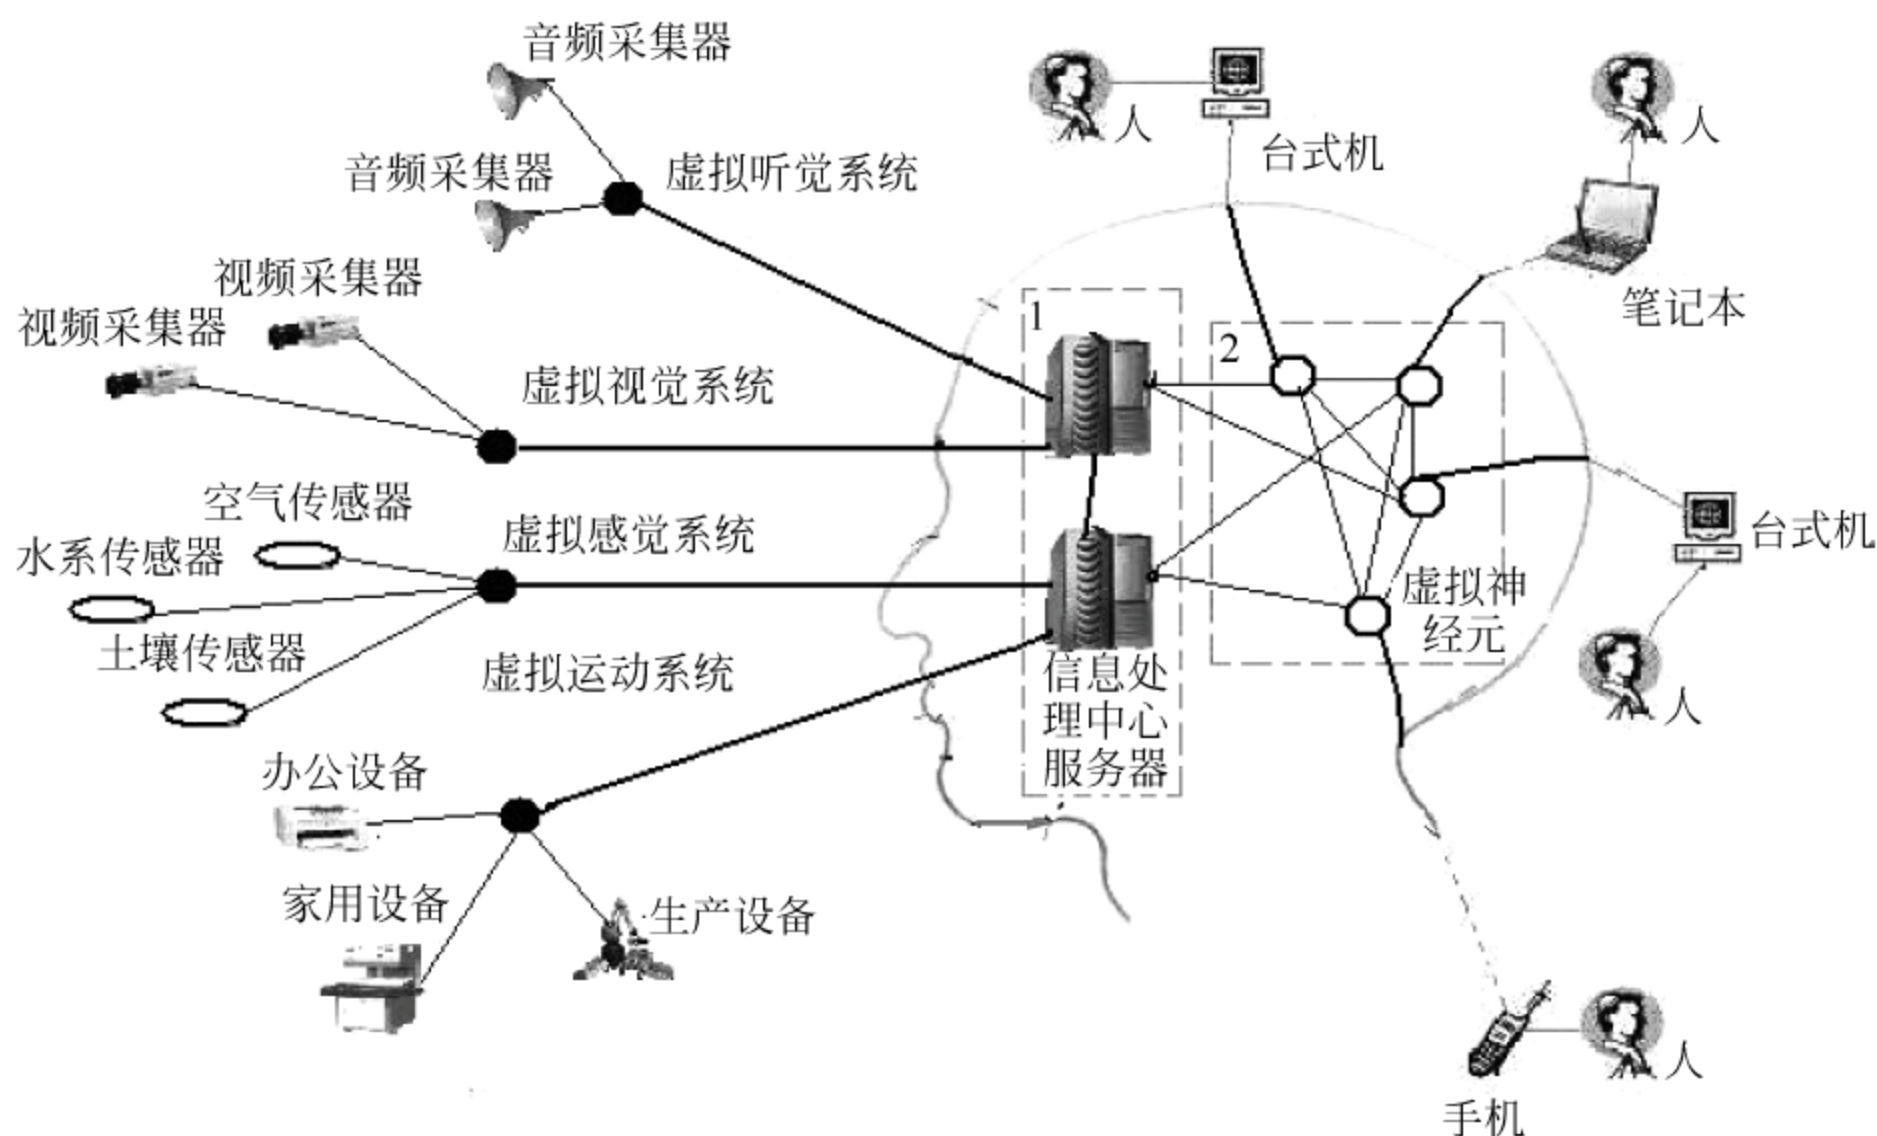 音频采集器
音频采集器
虚拟听觉系统
视频采集器
视频采集器
虚拟视觉系统
空气传感器
水系传感器
虚拟感觉系统
土壤传感器
虚拟运动系统
办公设备
家用设备
生产设备
1
信息处
理中心
服务器
2
虚拟神
经元
人
台式机
人
笔记本
台式机
人
手机
人